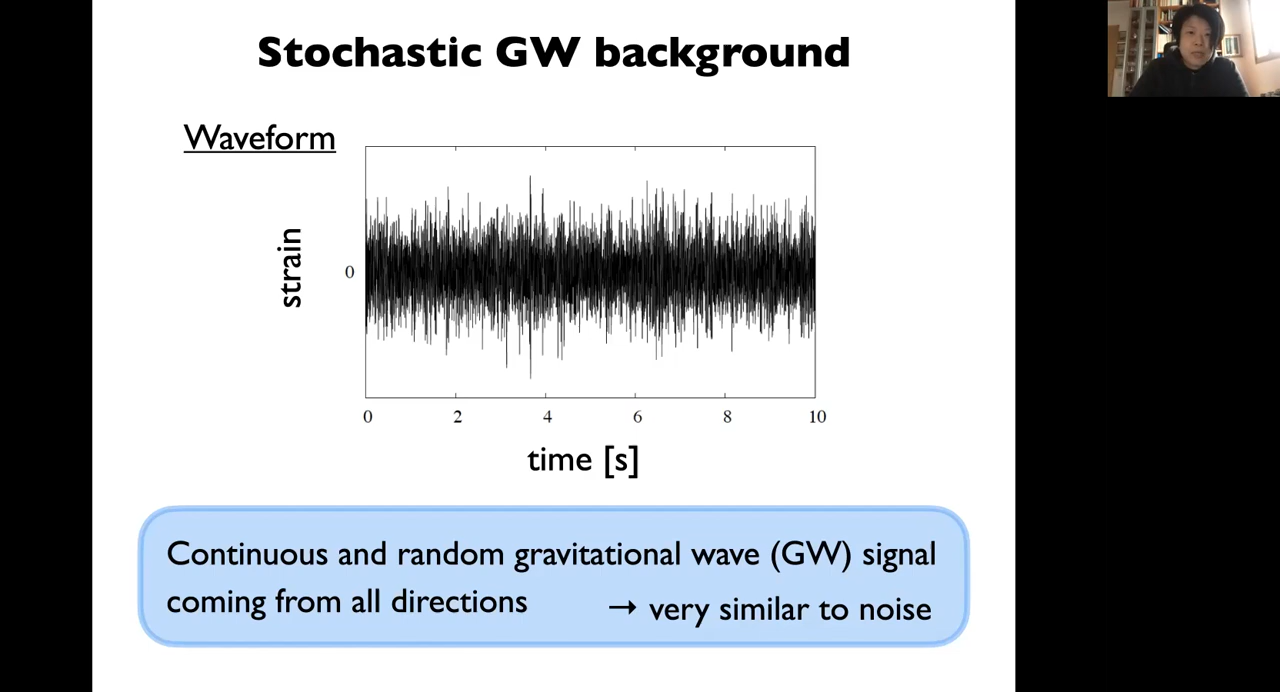 Stochastic GW background
Waveform
strain
0
0 2 4 6 8 10
time [s]
Continuous and random gravitational wave (GW) signal
coming from all directions → very similar to noise